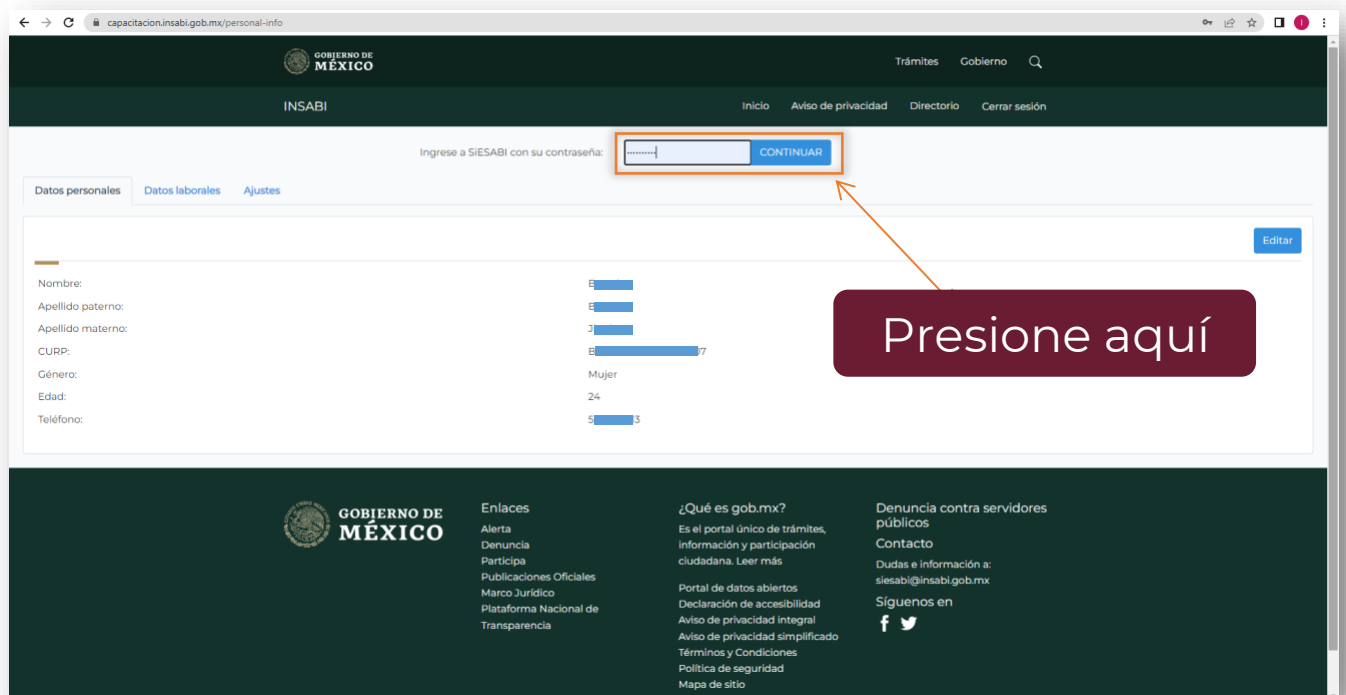 capacitacion.insabi.gob.mx/personal-info
GOBIERNO DE
MÉXICO
Trámites Gobierno
INSABI
Inicio Aviso de privacidad Directorio Cerrar sesión
Ingrese a SiESABI con su contraseña: ·········· CONTINUAR
Datos personales Datos laborales Ajustes
Editar
Nombre: E
Apellido paterno: E
Apellido materno: J
CURP: B 07
Género: Mujer
Edad: 24
Teléfono: 5 3
Presione aquí
GOBIERNO DE
MÉXICO
Enlaces
Alerta
Denuncia
Participa
Publicaciones Oficiales
Marco Jurídico
Plataforma Nacional de
Transparencia
¿Qué es gob.mx?
Es el portal único de trámites,
información y participación
ciudadana. Leer más
Portal de datos abiertos
Declaración de accesibilidad
Aviso de privacidad integral
Aviso de privacidad simplificado
Términos y Condiciones
Política de seguridad
Mapa de sitio
Denuncia contra servidores
públicos
Contacto
Dudas e información a:
siesabi@insabi.gob.mx
Síguenos en